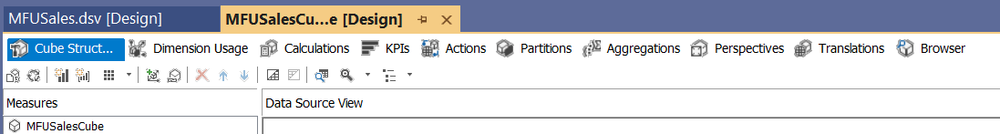 MFUSales.dsv [Design] MFUSalesCu...e [Design]
Cube Struct... Dimension Usage Calculations KPIs Actions Partitions Aggregations Perspectives Translations Browser
Measures Data Source View
MFUSalesCube